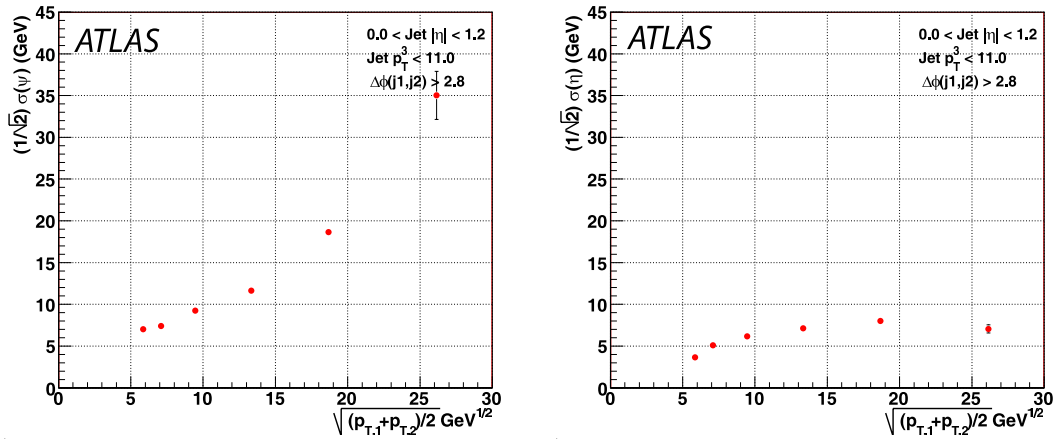 ATLAS
0.0 < Jet |η| < 1.2
Jet p_T^3 < 11.0
Δϕ(j1,j2) > 2.8
(1/√2) σ(ψ) (GeV)
45
40
35
30
25
20
15
10
5
0
0 5 10 15 20 25 30
√(p_T,1+p_T,2)/2 GeV^1/2
ATLAS
0.0 < Jet |η| < 1.2
Jet p_T^3 < 11.0
Δϕ(j1,j2) > 2.8
(1/√2) σ(η) (GeV)
45
40
35
30
25
20
15
10
5
0
0 5 10 15 20 25 30
√(p_T,1+p_T,2)/2 GeV^1/2